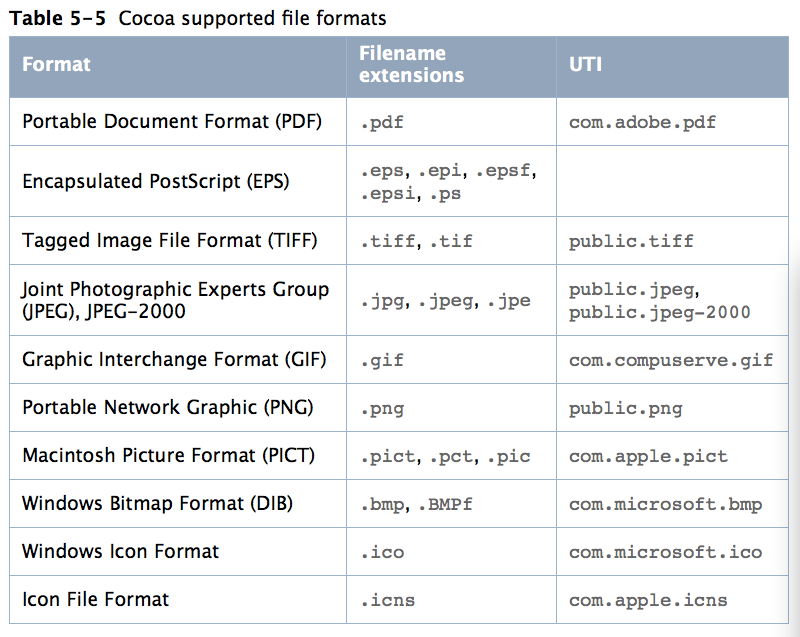 Table 5-5 Cocoa supported file formats
Format
Filename
extensions
UTI
Portable Document Format (PDF)
.pdf
com.adobe.pdf
Encapsulated PostScript (EPS)
.eps, .epi, .epsf,
.epsi, .ps
Tagged Image File Format (TIFF)
.tiff, .tif
public.tiff
Joint Photographic Experts Group
(JPEG), JPEG-2000
.jpg, .jpeg, .jpe
public.jpeg,
public.jpeg-2000
Graphic Interchange Format (GIF)
.gif
com.compuserve.gif
Portable Network Graphic (PNG)
.png
public.png
Macintosh Picture Format (PICT)
.pict, .pct, .pic
com.apple.pict
Windows Bitmap Format (DIB)
.bmp, .BMPf
com.microsoft.bmp
Windows Icon Format
.ico
com.microsoft.ico
Icon File Format
.icns
com.apple.icns